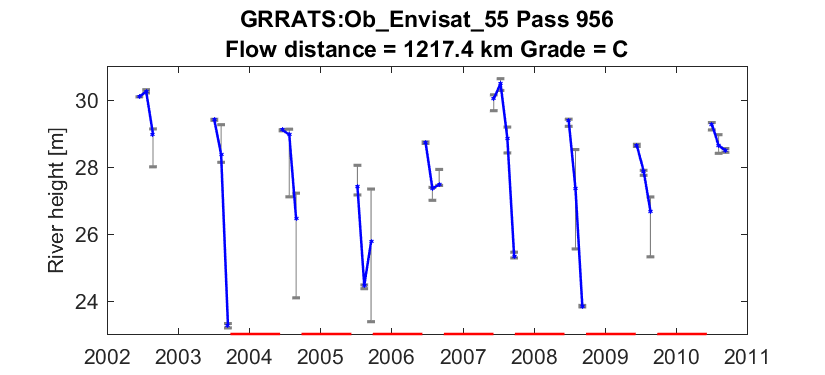 GRRATS:Ob_Envisat_55 Pass 956
Flow distance = 1217.4 km Grade = C
River height [m]
30
28
26
24
2002 2003 2004 2005 2006 2007 2008 2009 2010 2011